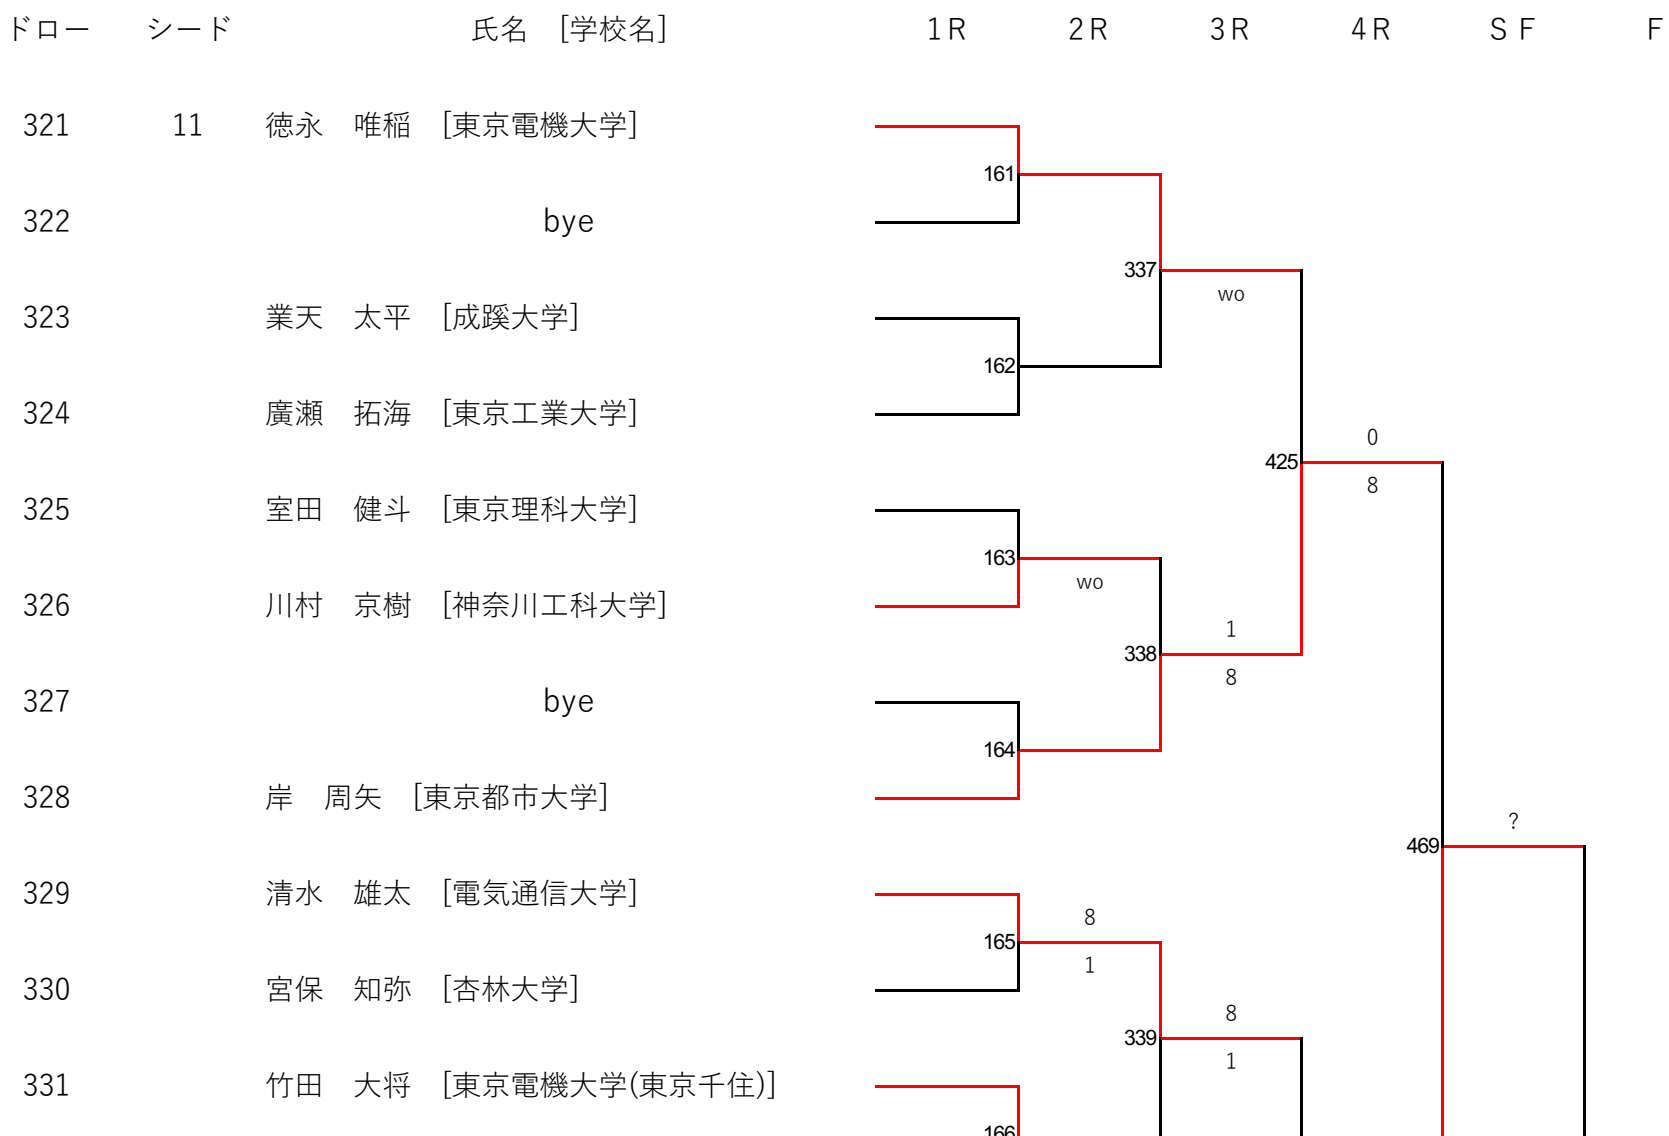 ドロー シード 氏名 [学校名] 1R 2R 3R 4R SF F
321 11 徳永 唯稲 [東京電機大学]
161
322 bye
337
wo
323 業天 太平 [成蹊大学]
162
324 廣瀬 拓海 [東京工業大学]
0
425
8
325 室田 健斗 [東京理科大学]
163
wo
326 川村 京樹 [神奈川工科大学]
1
338
8
327 bye
164
328 岸 周矢 [東京都市大学]
?
469
329 清水 雄太 [電気通信大学]
8
165
1
330 宮保 知弥 [杏林大学]
8
339
1
331 竹田 大将 [東京電機大学(東京千住)]
166